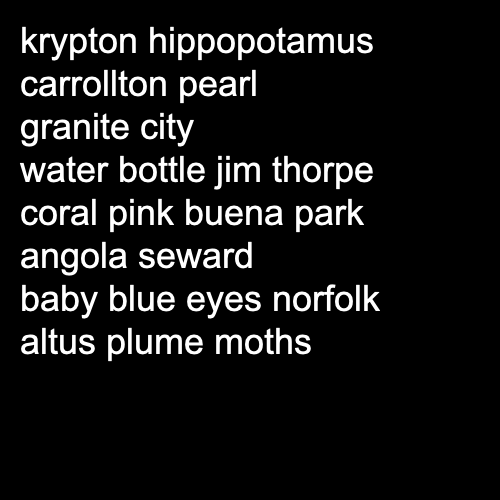 krypton hippopotamus
carrollton pearl
granite city
water bottle jim thorpe
coral pink buena park
angola seward
baby blue eyes norfolk
altus plume moths